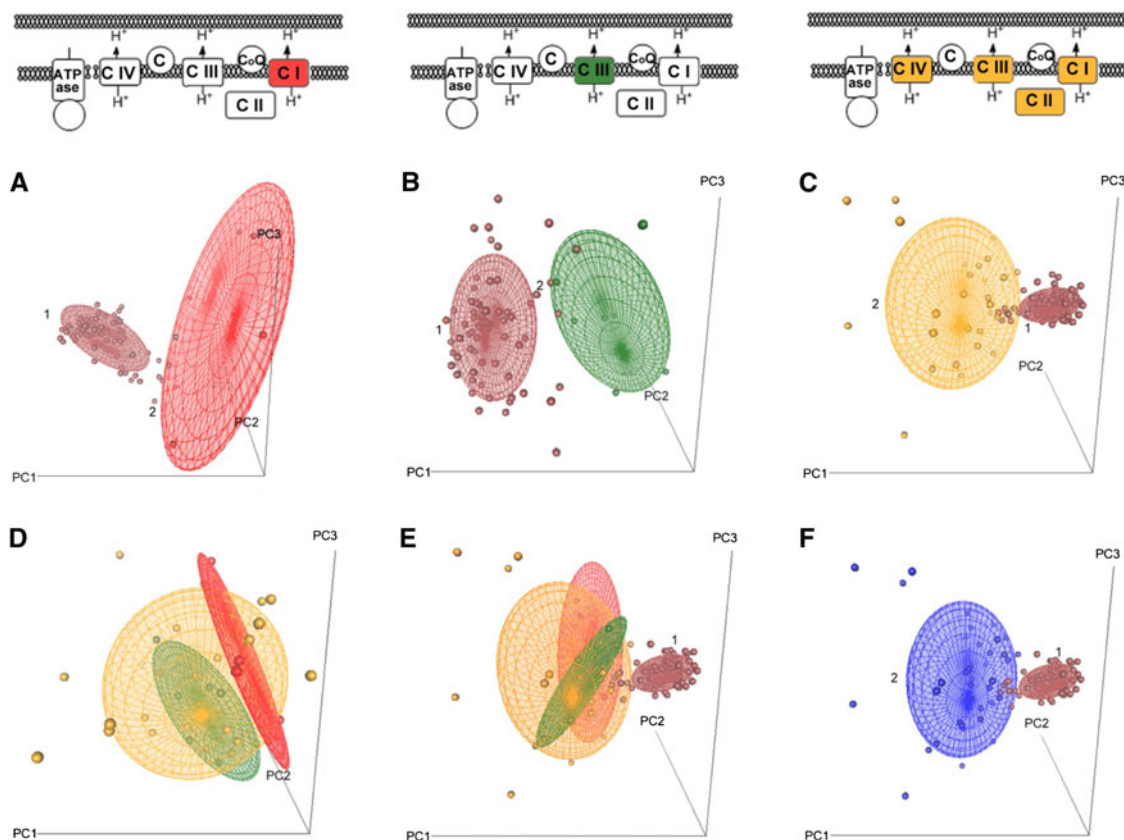 H+ H+ H+
ATP ase C IV C C III CoQ C I
H+ H+ C II H+
H+ H+ H+
ATP ase C IV C C III CoQ C I
H+ H+ C II H+
H+ H+ H+
ATP ase C IV C C III CoQ C I
H+ H+ C II H+
A
PC3
1
2
PC2
PC1
B
PC3
2
1
PC2
PC1
C
PC3
2
1
PC2
PC1
D
PC3
PC2
PC1
E
PC3
1
PC2
PC1
F
PC3
1
2
PC2
PC1